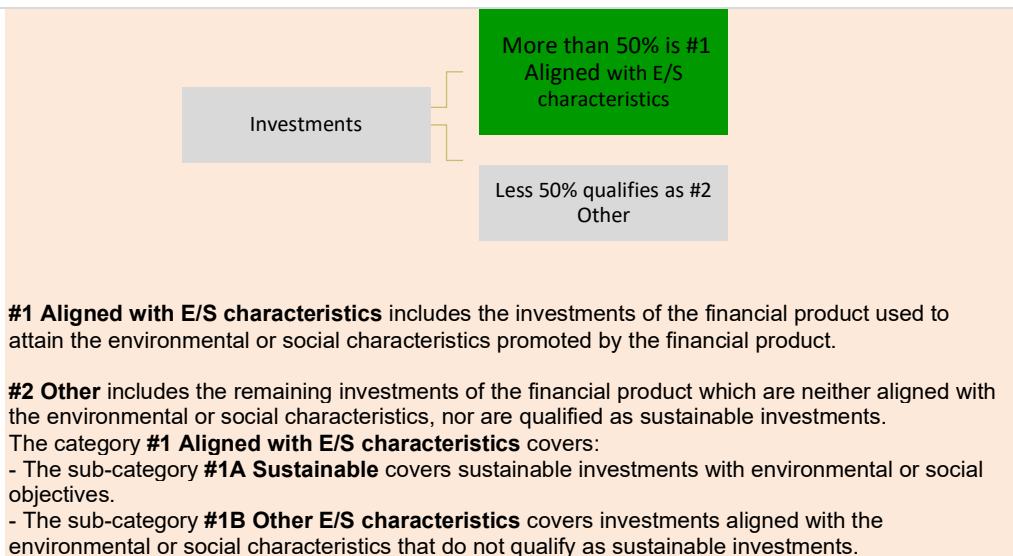 More than 50% is #1
Aligned with E/S
characteristics
Investments
Less 50% qualifies as #2
Other
#1 Aligned with E/S characteristics includes the investments of the financial product used to
attain the environmental or social characteristics promoted by the financial product.
#2 Other includes the remaining investments of the financial product which are neither aligned with
the environmental or social characteristics, nor are qualified as sustainable investments.
The category #1 Aligned with E/S characteristics covers:
- The sub-category #1A Sustainable covers sustainable investments with environmental or social
objectives.
- The sub-category #1B Other E/S characteristics covers investments aligned with the
environmental or social characteristics that do not qualify as sustainable investments.